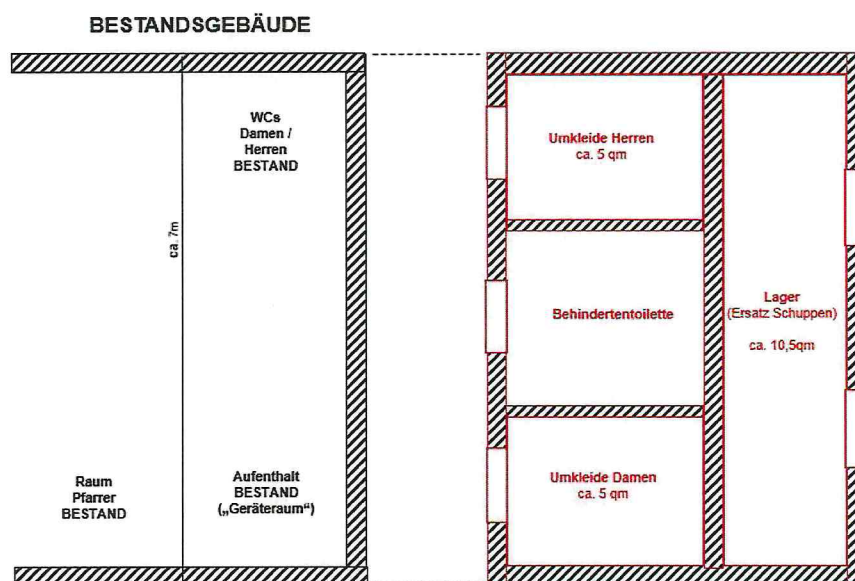 BESTANDSGEBÄUDE
WCs
Damen /
Herren
BESTAND
ca. 7m
Raum
Pfarrer
BESTAND
Aufenthalt
BESTAND
(„Geräteraum“)
Umkleide Herren
ca. 5 qm
Behindertentoilette
Umkleide Damen
ca. 5 qm
Lager
(Ersatz Schuppen)
ca. 10,5qm